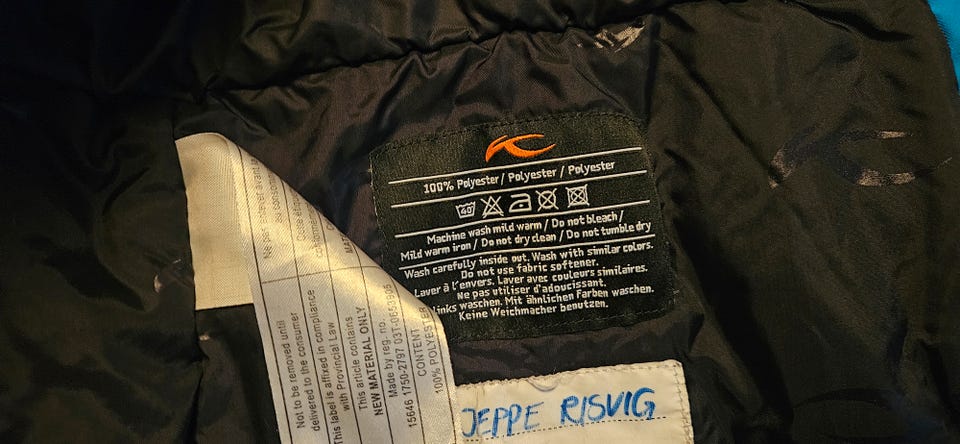 100% Polyester / Polyester / Polyester
40
Machine wash mild warm / Do not bleach /
Mild warm iron / Do not dry clean / Do not tumble dry
Wash carefully inside out. Wash with similar colors.
Do not use fabric softener.
Laver à l'envers. Laver avec couleurs similaires.
Ne pas utiliser d'adoucissant.
links waschen. Mit ähnlichen Farben waschen.
Keine Weichmacher benutzen.
Not to be removed until
delivered to the consumer
This label is affixed in compliance
with Provincial Law
This article contains
NEW MATERIAL ONLY
Made by reg. no.
15646 1750-2797 03T-0653905
CONTENT
100% POLYESTER
JEPPE RISVIG